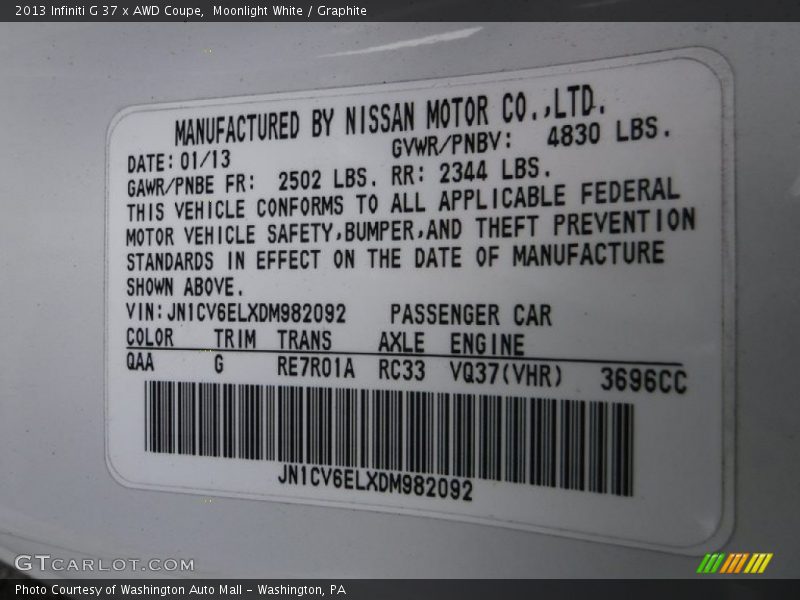 2013 Infiniti G 37 x AWD Coupe, Moonlight White / Graphite
MANUFACTURED BY NISSAN MOTOR CO.,LTD.
DATE:01/13 GVWR/PNBV: 4830 LBS.
GAWR/PNBE FR: 2502 LBS. RR: 2344 LBS.
THIS VEHICLE CONFORMS TO ALL APPLICABLE FEDERAL
MOTOR VEHICLE SAFETY,BUMPER,AND THEFT PREVENTION
STANDARDS IN EFFECT ON THE DATE OF MANUFACTURE
SHOWN ABOVE.
VIN:JN1CV6ELXDM982092 PASSENGER CAR
COLOR TRIM TRANS AXLE ENGINE
QAA G RE7R01A RC33 VQ37(VHR) 3696CC
JN1CV6ELXDM982092
GTCARLOT.COM
Photo Courtesy of Washington Auto Mall - Washington, PA